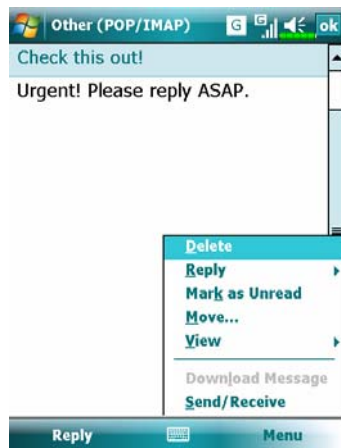 Other (POP/IMAP) G G ok
Check this out!
Urgent! Please reply ASAP.
Delete
Reply
Mark as Unread
Move...
View
Download Message
Send/Receive
Reply Menu